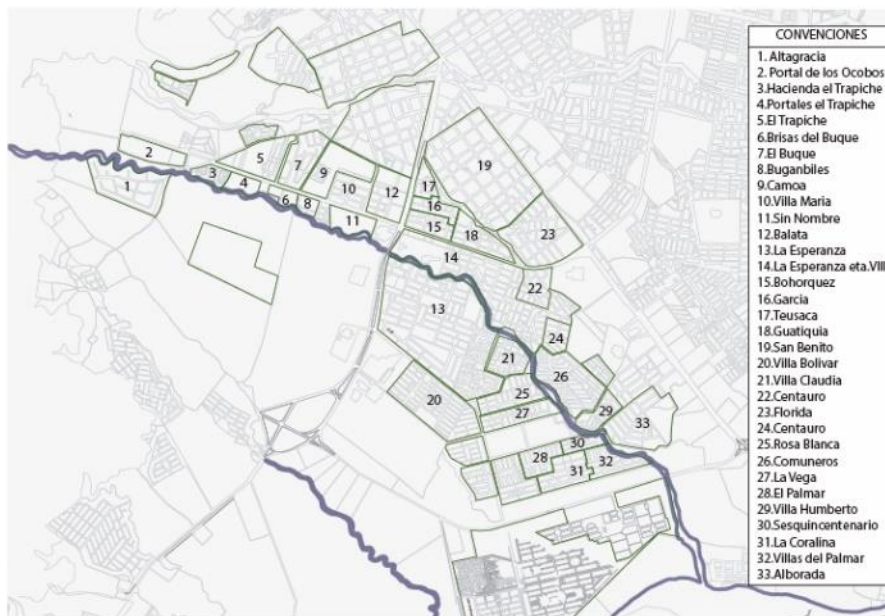 CONVENCIONES
1. Altagracia
2. Portal de los Ocobos
3.Hacienda el Trapiche
4.Portales el Trapiche
5.El Trapiche
6.Brisas del Buque
7.El Buque
8.Buganbiles
9.Camoa
10.Villa Maria
11.Sin Nombre
12.Balata
13.La Esperanza
14.La Esperanza eta.VIII
15.Bohorquez
16.Garcia
17.Teusaca
18.Guatiquia
19.San Benito
20.Villa Bolivar
21.Villa Claudia
22.Centauro
23.Florida
24.Centauro
25.Rosa Blanca
26.Comuneros
27.La Vega
28.El Palmar
29.Villa Humberto
30.Sesquincentenario
31.La Coralina
32.Villas del Palmar
33.Alborada
19
2
5
7
17
1
3
4
9
10
12
16
6
8
15
18
23
11
14
22
13
24
21
26
20
25
27
29
33
30
28
32
31